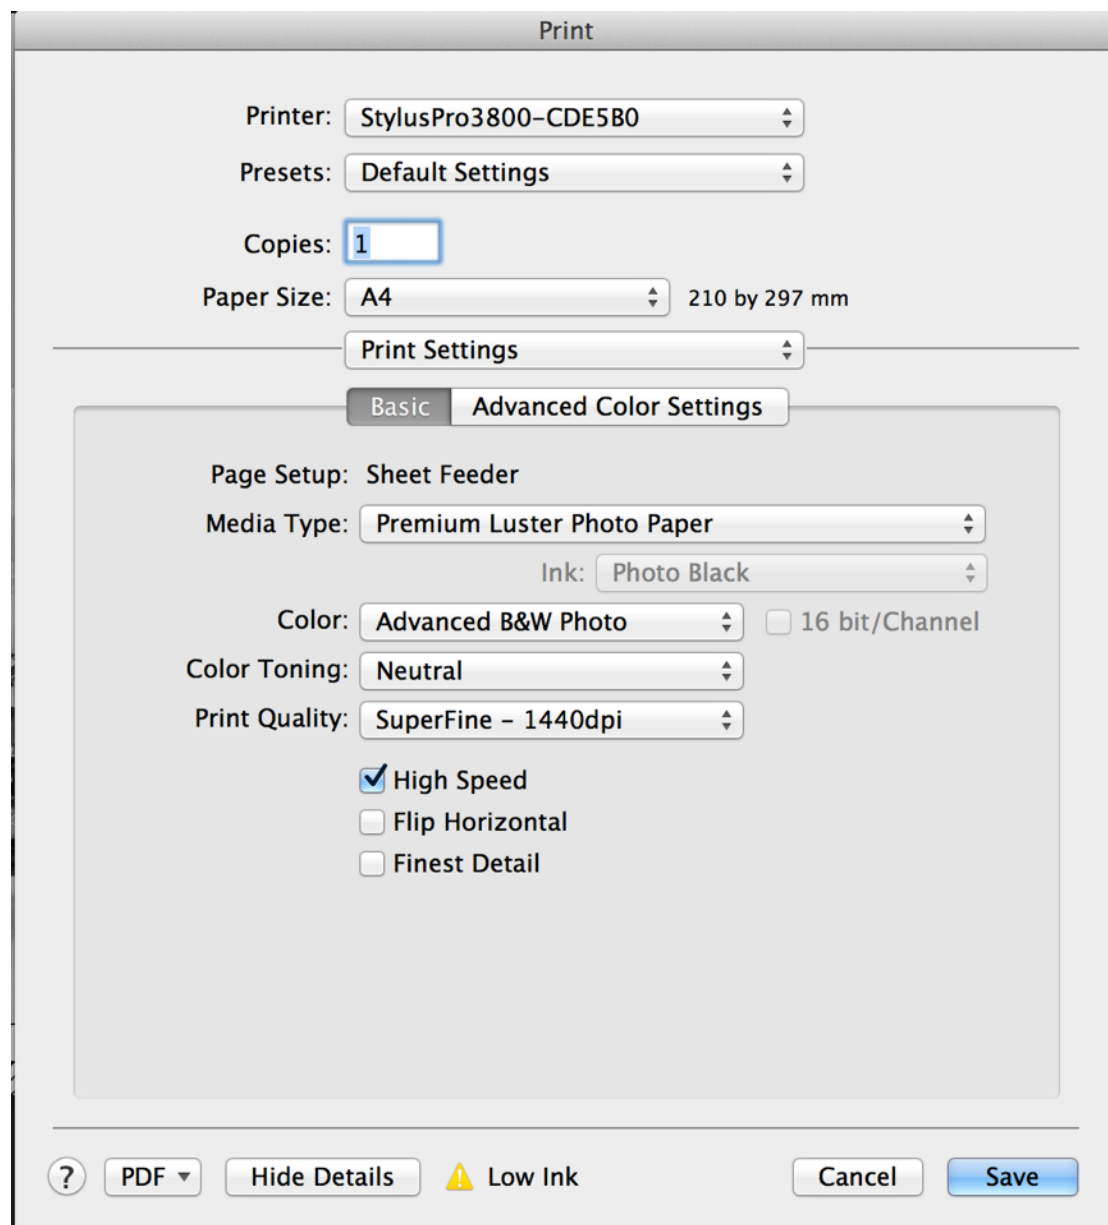 Print
Printer: StylusPro3800-CDE5B0
Presets: Default Settings
Copies: 1
Paper Size: A4 210 by 297 mm
Print Settings
Basic Advanced Color Settings
Page Setup: Sheet Feeder
Media Type: Premium Luster Photo Paper
Ink: Photo Black
Color: Advanced B&W Photo 16 bit/Channel
Color Toning: Neutral
Print Quality: SuperFine - 1440dpi
High Speed
Flip Horizontal
Finest Detail
? PDF Hide Details Low Ink Cancel Save